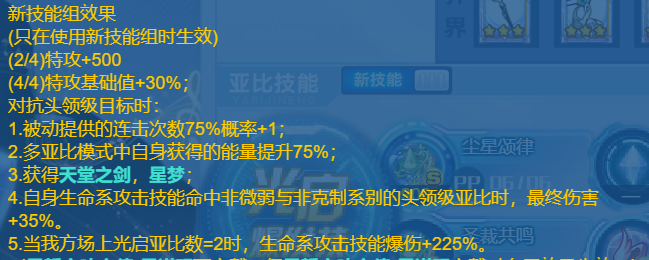 新技能组效果
(只在使用新技能组时生效)
(2/4)特攻+500
(4/4)特攻基础值+30%;
对抗头领级目标时：
1.被动提供的连击次数75%概率+1；
2.多亚比模式中自身获得的能量提升75%；
3.获得天堂之剑，星梦；
4.自身生命系攻击技能命中非微弱与非克制系别的头领级亚比时，最终伤害
+35%。
5.当我方场上光启亚比数=2时，生命系攻击技能爆伤+225%。
界
亚比技能
新技能
尘星颂律
圣裁共鸣